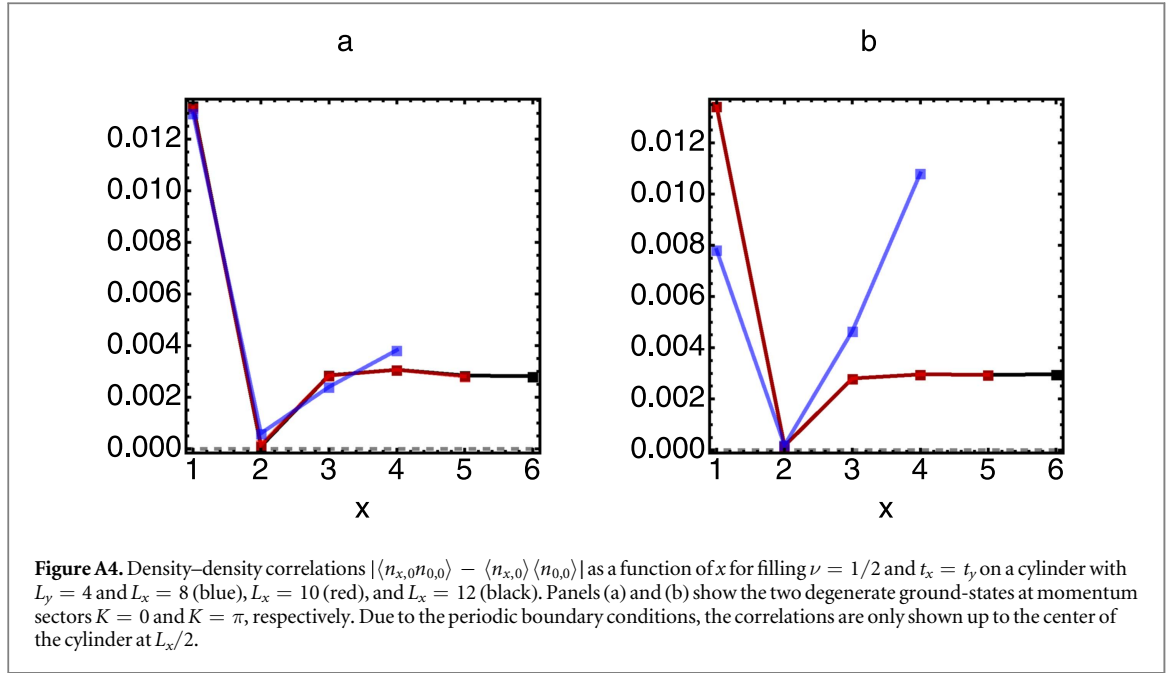 a
b
0.012
0.010
0.008
0.006
0.004
0.002
0.000
1 2 3 4 5 6
x
0.012
0.010
0.008
0.006
0.004
0.002
0.000
1 2 3 4 5 6
x
Figure A4. Density–density correlations |⟨n_{x,0}n_{0,0}⟩ − ⟨n_{x,0}⟩⟨n_{0,0}⟩| as a function of x for filling ν = 1/2 and t_x = t_y on a cylinder with
L_y = 4 and L_x = 8 (blue), L_x = 10 (red), and L_x = 12 (black). Panels (a) and (b) show the two degenerate ground-states at momentum
sectors K = 0 and K = π, respectively. Due to the periodic boundary conditions, the correlations are only shown up to the center of
the cylinder at L_x/2.